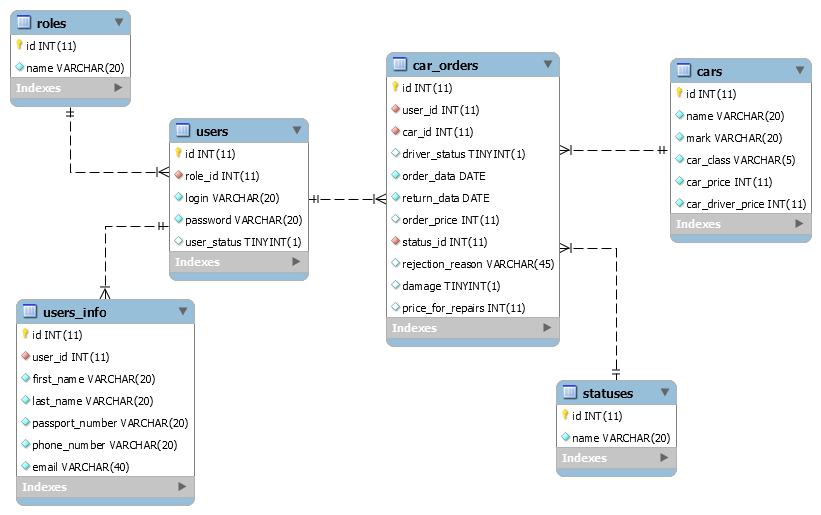 roles
id INT(11)
name VARCHAR(20)
Indexes
users
id INT(11)
role_id INT(11)
login VARCHAR(20)
password VARCHAR(20)
user_status TINYINT(1)
Indexes
users_info
id INT(11)
user_id INT(11)
first_name VARCHAR(20)
last_name VARCHAR(20)
passport_number VARCHAR(20)
phone_number VARCHAR(20)
email VARCHAR(40)
Indexes
car_orders
id INT(11)
user_id INT(11)
car_id INT(11)
driver_status TINYINT(1)
order_data DATE
return_data DATE
order_price INT(11)
status_id INT(11)
rejection_reason VARCHAR(45)
damage TINYINT(1)
price_for_repairs INT(11)
Indexes
cars
id INT(11)
name VARCHAR(20)
mark VARCHAR(20)
car_class VARCHAR(5)
car_price INT(11)
car_driver_price INT(11)
Indexes
statuses
id INT(11)
name VARCHAR(20)
Indexes